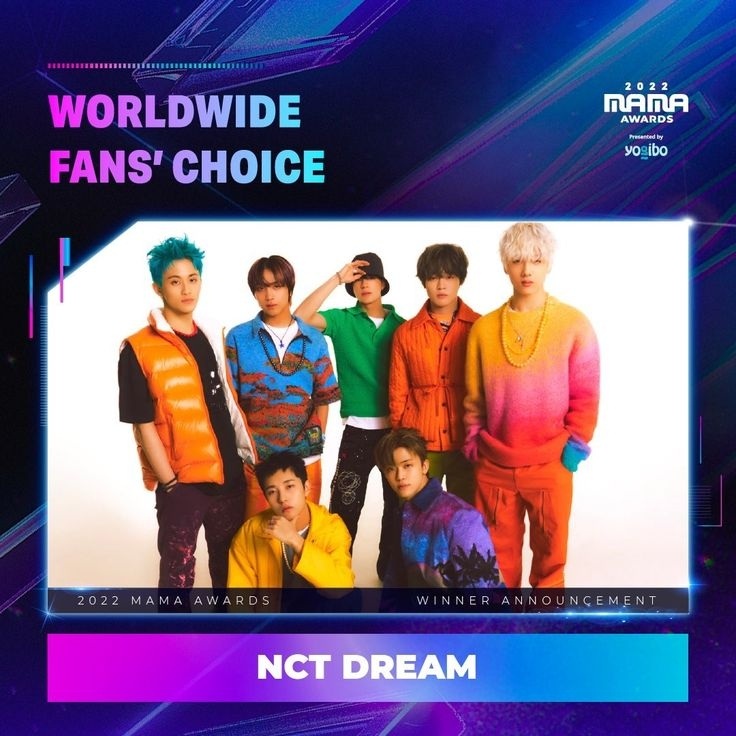 WORLDWIDE
FANS' CHOICE
2022
MAMA
AWARDS
Presented by
yogibo
2022 MAMA AWARDS
WINNER ANNOUNCEMENT
NCT DREAM